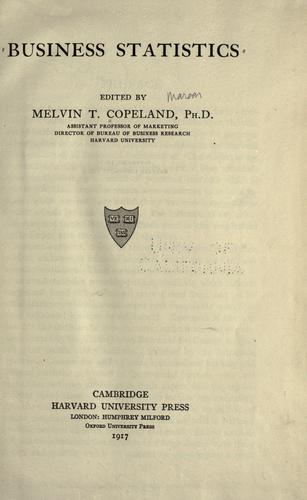 BUSINESS STATISTICS
EDITED BY
MELVIN T. COPELAND, PH.D.
ASSISTANT PROFESSOR OF MARKETING
DIRECTOR OF BUREAU OF BUSINESS RESEARCH
HARVARD UNIVERSITY
UNIV. OF
CALIFORNIA
CAMBRIDGE
HARVARD UNIVERSITY PRESS
LONDON: HUMPHREY MILFORD
OXFORD UNIVERSITY PRESS
1917